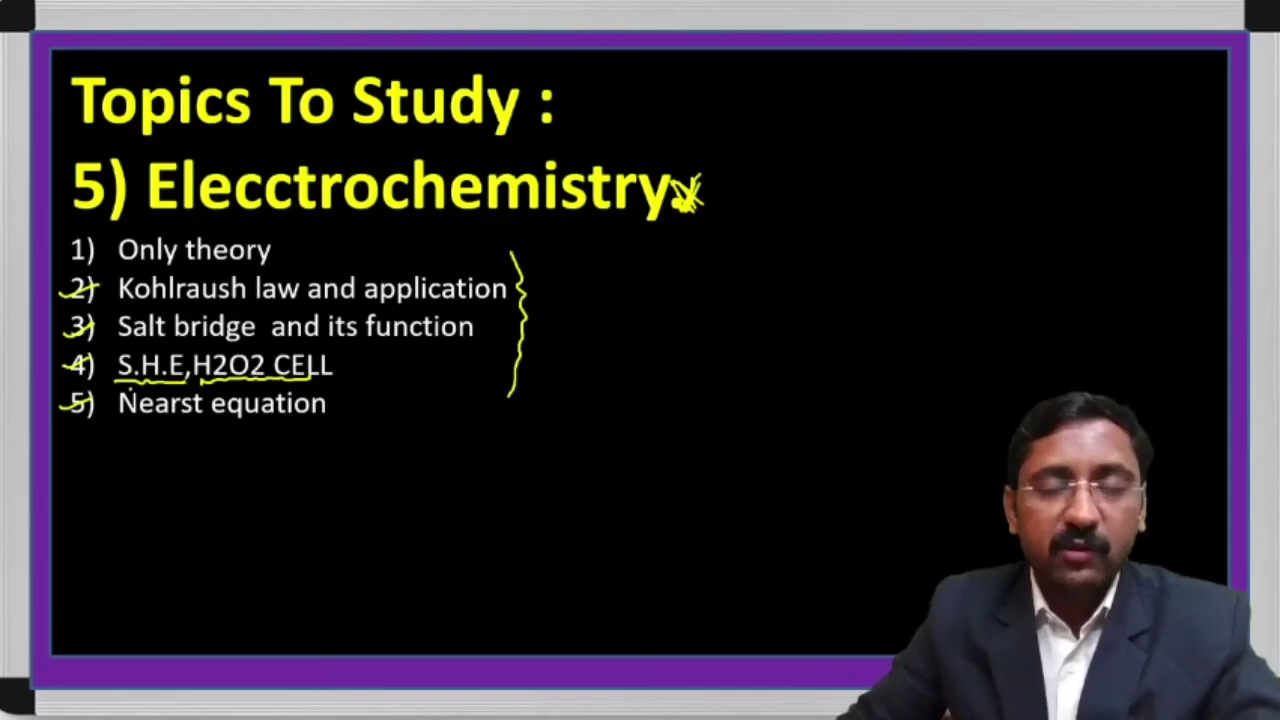 Topics To Study :
5) Elecctrochemistry
1) Only theory
2) Kohlraush law and application
3) Salt bridge and its function
4) S.H.E,H2O2 CELL
5) Nearst equation